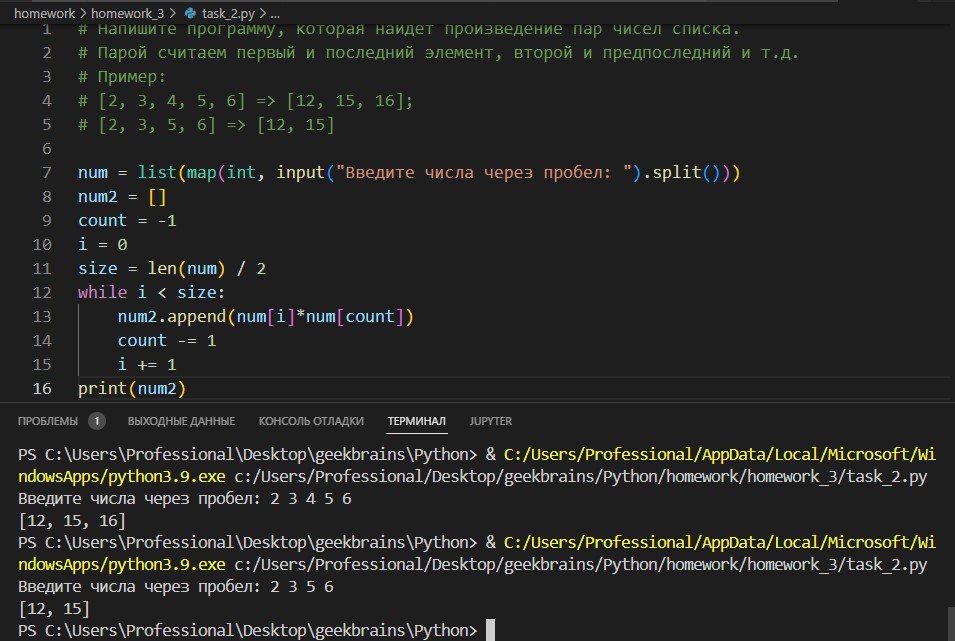 homework > homework_3 > task_2.py > ...
1 # Напишите программу, которая найдет произведение пар чисел списка.
2 # Парой считаем первый и последний элемент, второй и предпоследний и т.д.
3 # Пример:
4 # [2, 3, 4, 5, 6] => [12, 15, 16];
5 # [2, 3, 5, 6] => [12, 15]
6
7 num = list(map(int, input("Введите числа через пробел: ").split()))
8 num2 = []
9 count = -1
10 i = 0
11 size = len(num) / 2
12 while i < size:
13     num2.append(num[i]*num[count])
14     count -= 1
15     i += 1
16 print(num2)
ПРОБЛЕМЫ 1 ВЫХОДНЫЕ ДАННЫЕ КОНСОЛЬ ОТЛАДКИ ТЕРМИНАЛ JUPYTER
PS C:\Users\Professional\Desktop\geekbrains\Python> & C:/Users/Professional/AppData/Local/Microsoft/Wi
ndowsApps/python3.9.exe c:/Users/Professional/Desktop/geekbrains/Python/homework/homework_3/task_2.py
Введите числа через пробел: 2 3 4 5 6
[12, 15, 16]
PS C:\Users\Professional\Desktop\geekbrains\Python> & C:/Users/Professional/AppData/Local/Microsoft/Wi
ndowsApps/python3.9.exe c:/Users/Professional/Desktop/geekbrains/Python/homework/homework_3/task_2.py
Введите числа через пробел: 2 3 5 6
[12, 15]
PS C:\Users\Professional\Desktop\geekbrains\Python>